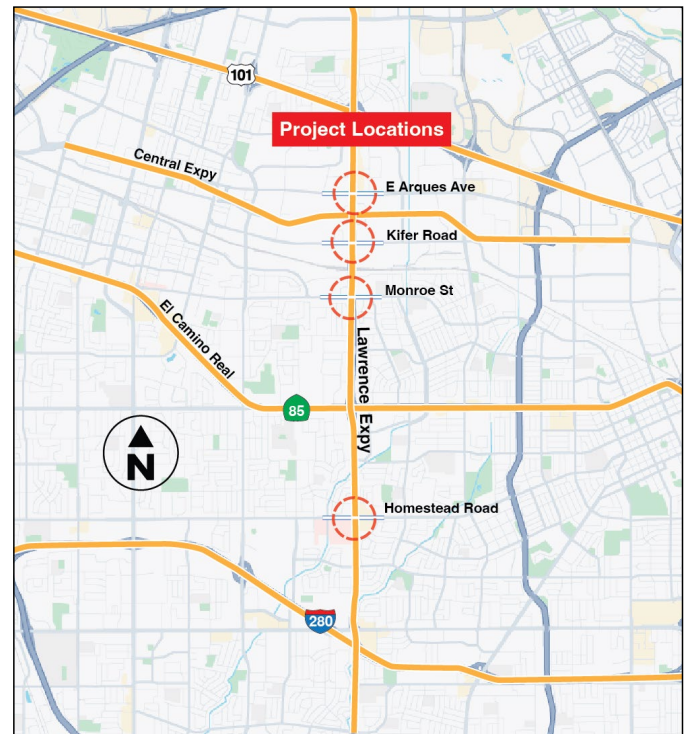 101
Project Locations
Central Expy
E Arques Ave
Kifer Road
Monroe St
El Camino Real
Lawrence Expy
85
N
Homestead Road
280